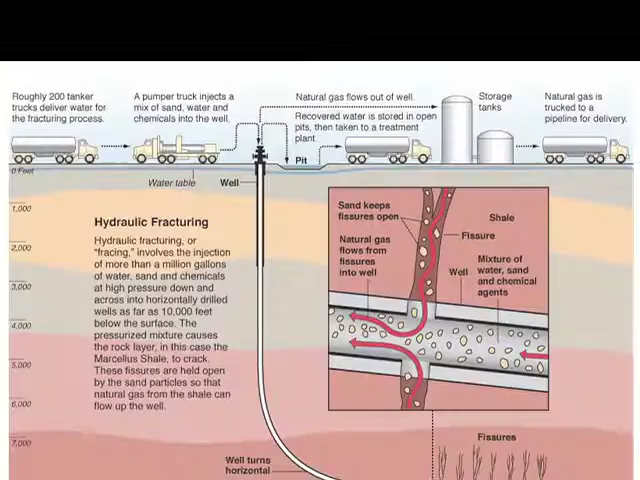 Roughly 200 tanker
trucks deliver water for
the fracturing process.
A pumper truck injects a
mix of sand, water and
chemicals into the well.
Natural gas flows out of well.
Recovered water is stored in open
pits, then taken to a treatment
plant.
Storage
tanks
Natural gas is
trucked to a
pipeline for delivery.
Pit
0 Feet
Water table
Well
1,000
2,000
3,000
4,000
5,000
6,000
7,000
Hydraulic Fracturing
Hydraulic fracturing, or
“fracing,” involves the injection
of more than a million gallons
of water, sand and chemicals
at high pressure down and
across into horizontally drilled
wells as far as 10,000 feet
below the surface. The
pressurized mixture causes
the rock layer, in this case the
Marcellus Shale, to crack.
These fissures are held open
by the sand particles so that
natural gas from the shale can
flow up the well.
Sand keeps
fissures open
Shale
Fissure
Natural gas
flows from
fissures
into well
Well
Mixture of
water, sand
and chemical
agents
Well turns
horizontal
Fissures